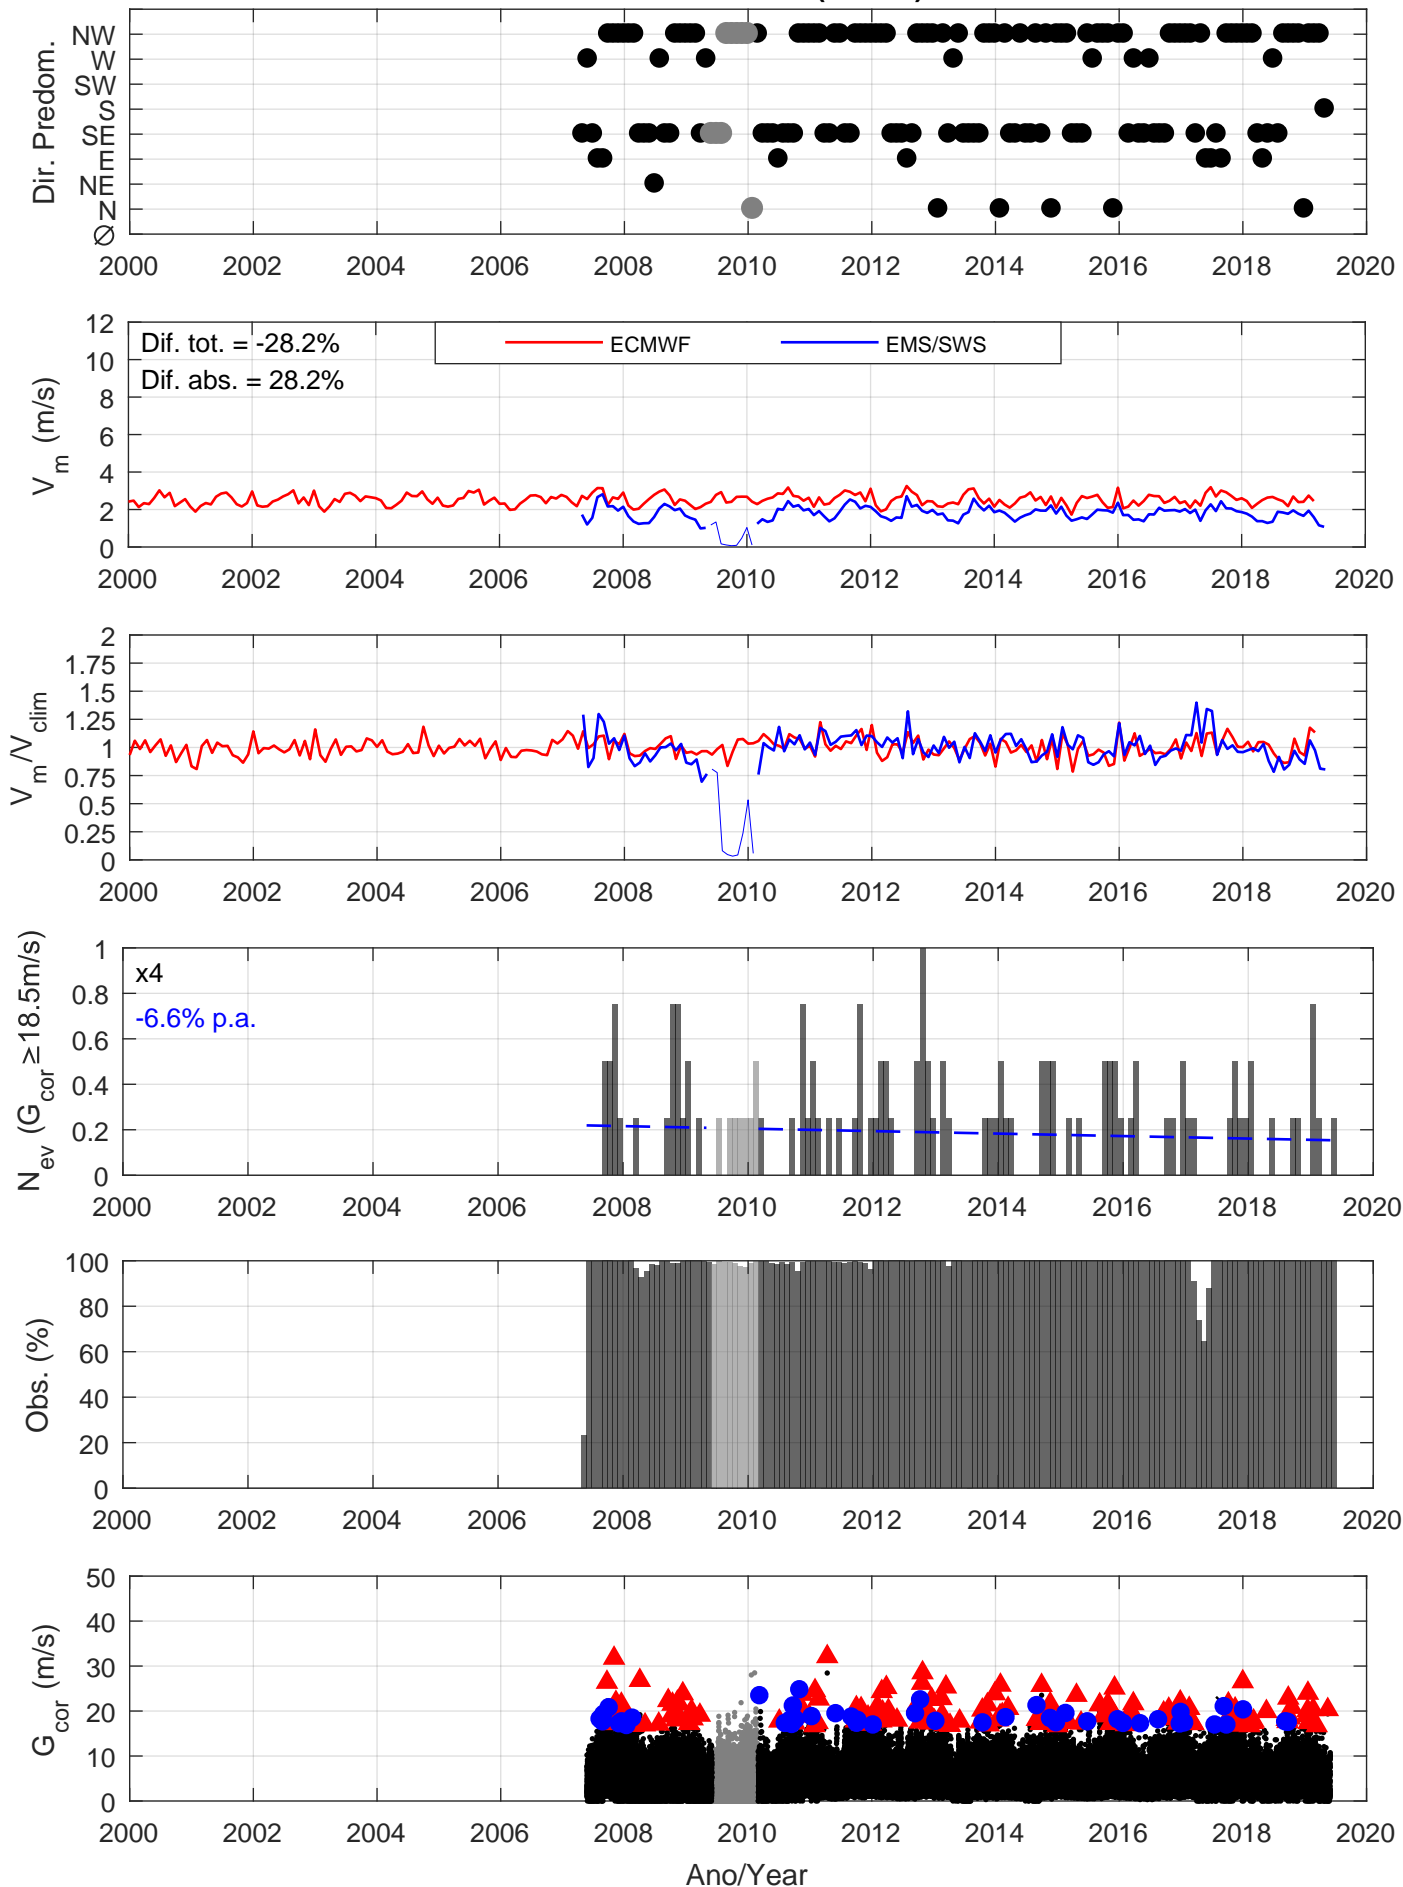 NW
W
SW
S
SE
E
NE
N
Ø
Dir. Predom.
2000 2002 2004 2006 2008 2010 2012 2014 2016 2018 2020
12
10
8
6
4
2
0
V_m (m/s)
Dif. tot. = -28.2%
Dif. abs. = 28.2%
ECMWF EMS/SWS
2000 2002 2004 2006 2008 2010 2012 2014 2016 2018 2020
2
1.75
1.5
1.25
1
0.75
0.5
0.25
0
V_m/V_clim
2000 2002 2004 2006 2008 2010 2012 2014 2016 2018 2020
1
0.8
0.6
0.4
0.2
0
N_ev (G_cor ≥18.5m/s)
x4
-6.6% p.a.
2000 2002 2004 2006 2008 2010 2012 2014 2016 2018 2020
100
80
60
40
20
0
Obs. (%)
2000 2002 2004 2006 2008 2010 2012 2014 2016 2018 2020
50
40
30
20
10
0
G_cor (m/s)
2000 2002 2004 2006 2008 2010 2012 2014 2016 2018 2020
Ano/Year